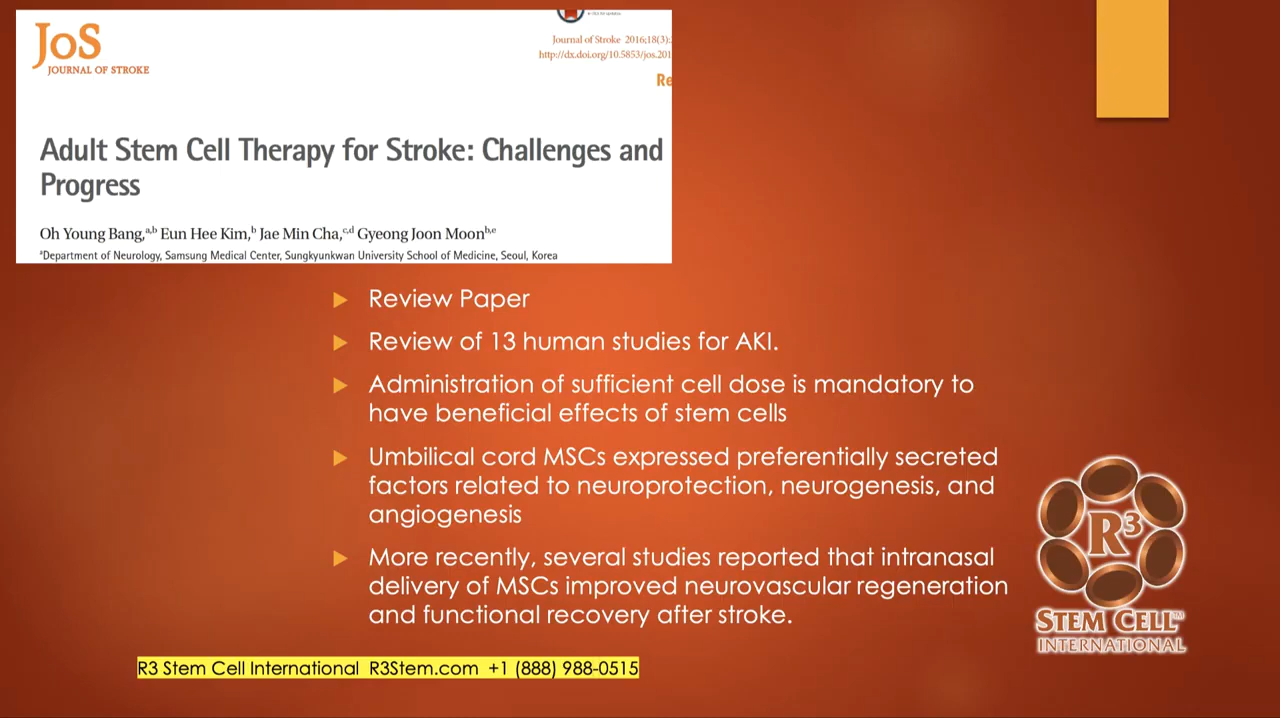 JoS
JOURNAL OF STROKE
Journal of Stroke 2016;18(3):
http://dx.doi.org/10.5853/jos.201
Re
Adult Stem Cell Therapy for Stroke: Challenges and
Progress
Oh Young Bang,a,b Eun Hee Kim,b Jae Min Cha,c,d Gyeong Joon Moonb,e
aDepartment of Neurology, Samsung Medical Center, Sungkyunkwan University School of Medicine, Seoul, Korea
Review Paper
Review of 13 human studies for AKI.
Administration of sufficient cell dose is mandatory to
have beneficial effects of stem cells
Umbilical cord MSCs expressed preferentially secreted
factors related to neuroprotection, neurogenesis, and
angiogenesis
More recently, several studies reported that intranasal
delivery of MSCs improved neurovascular regeneration
and functional recovery after stroke.
R3
STEM CELL™
INTERNATIONAL
R3 Stem Cell International R3Stem.com +1 (888) 988-0515